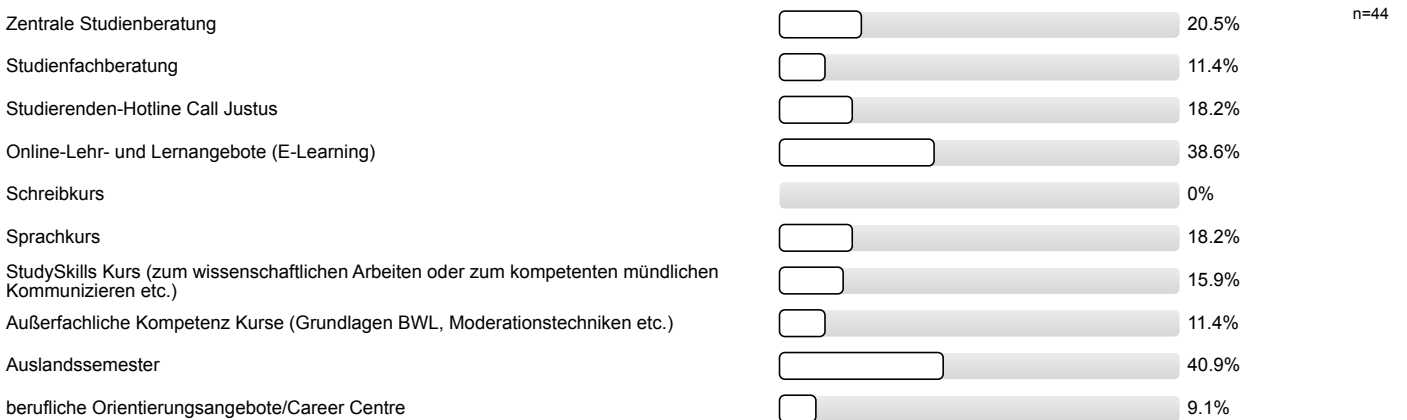 Zentrale Studienberatung 20.5% n=44
Studienfachberatung 11.4%
Studierenden-Hotline Call Justus 18.2%
Online-Lehr- und Lernangebote (E-Learning) 38.6%
Schreibkurs 0%
Sprachkurs 18.2%
StudySkills Kurs (zum wissenschaftlichen Arbeiten oder zum kompetenten mündlichen
Kommunizieren etc.) 15.9%
Außerfachliche Kompetenz Kurse (Grundlagen BWL, Moderationstechniken etc.) 11.4%
Auslandssemester 40.9%
berufliche Orientierungsangebote/Career Centre 9.1%